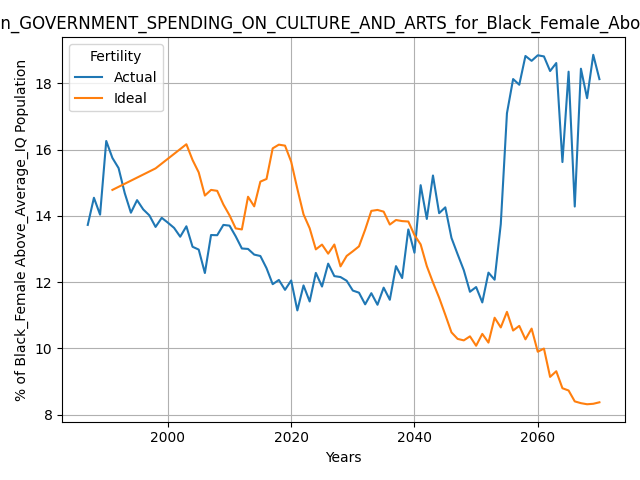 n_GOVERNMENT_SPENDING_ON_CULTURE_AND_ARTS_for_Black_Female_Abo
Fertility
Actual
Ideal
% of Black_Female Above_Average_IQ Population
18
16
14
12
10
8
2000
2020
2040
2060
Years